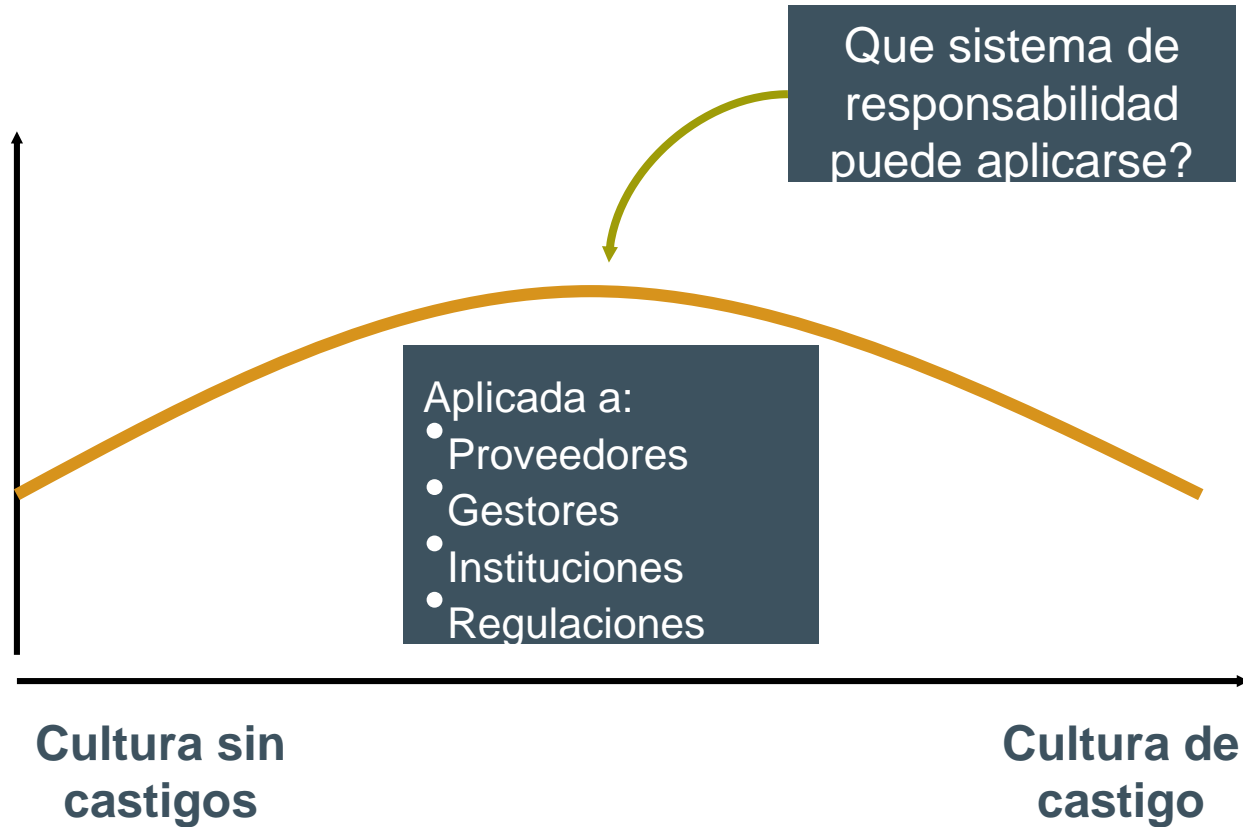 Que sistema de
responsabilidad
puede aplicarse?
Aplicada a:
• Proveedores
• Gestores
• Instituciones
• Regulaciones
Cultura sin
castigos
Cultura de
castigo